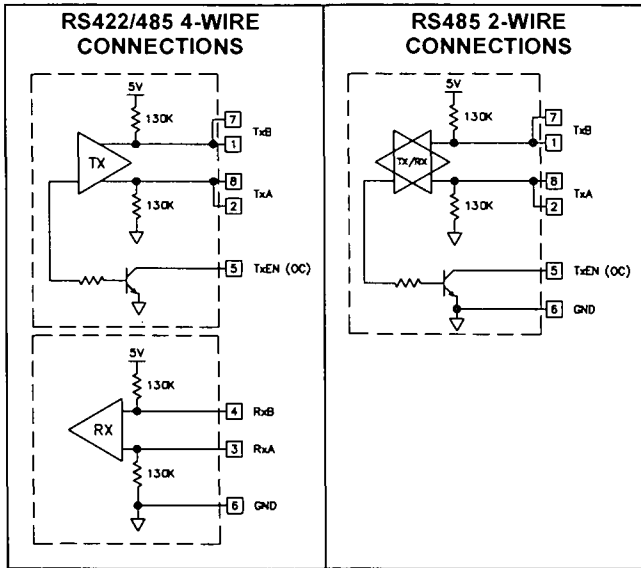 RS422/485 4-WIRE
CONNECTIONS
5V
130K
7
TxB
1
TX
8
TxA
2
130K
5
TxEN (OC)
5V
130K
4
RxB
RX
3
RxA
130K
6
GND
RS485 2-WIRE
CONNECTIONS
5V
130K
7
TxB
1
TX/RX
8
TxA
2
130K
5
TxEN (OC)
6
GND